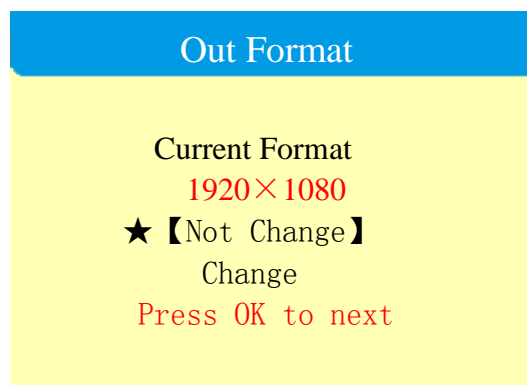 Out Format
Current Format
1920×1080
★【Not Change】
Change
Press OK to next